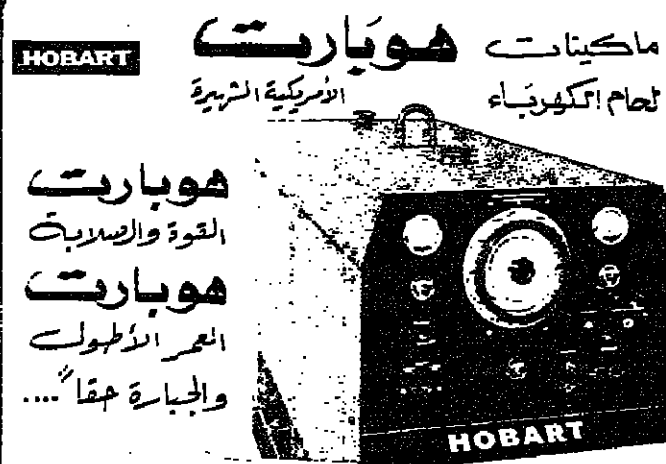 ماكينات هوبارت HOBART
لحام الكهرباء الأمريكية الشهيرة
هوبارت
القوة والصلابة
هوبارت
العمر الأطول
والجبارة حقاً ....
HOBART